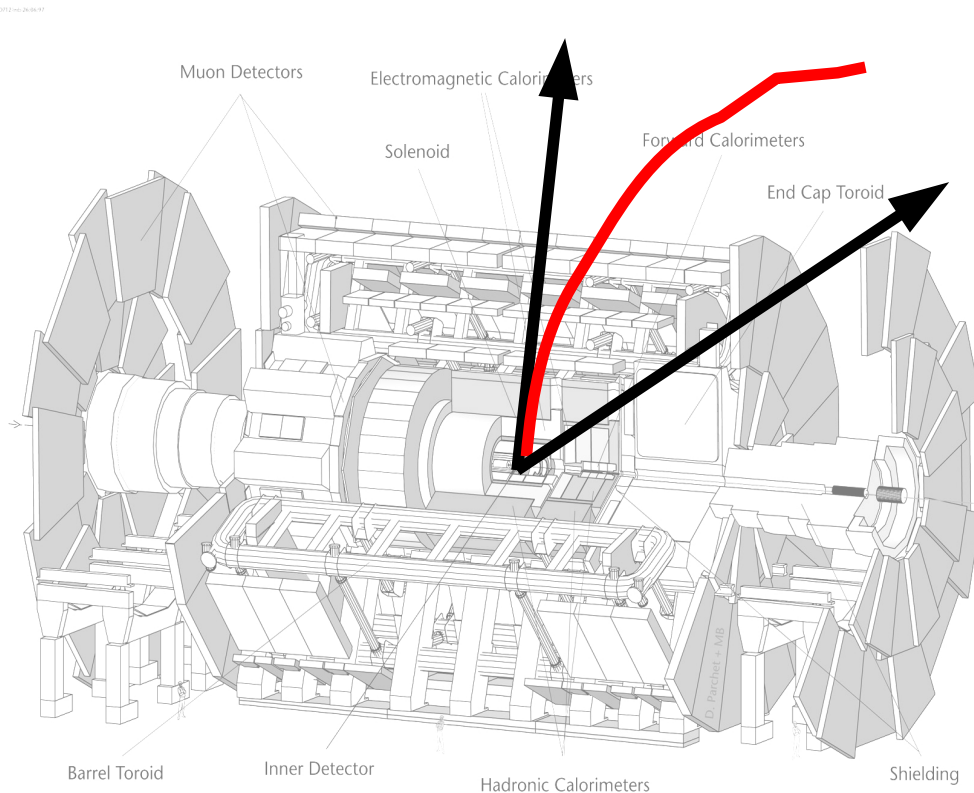 Muon Detectors
Electromagnetic Calorimeters
Solenoid
Forward Calorimeters
End Cap Toroid
D. Parchet + MB
Barrel Toroid
Inner Detector
Hadronic Calorimeters
Shielding